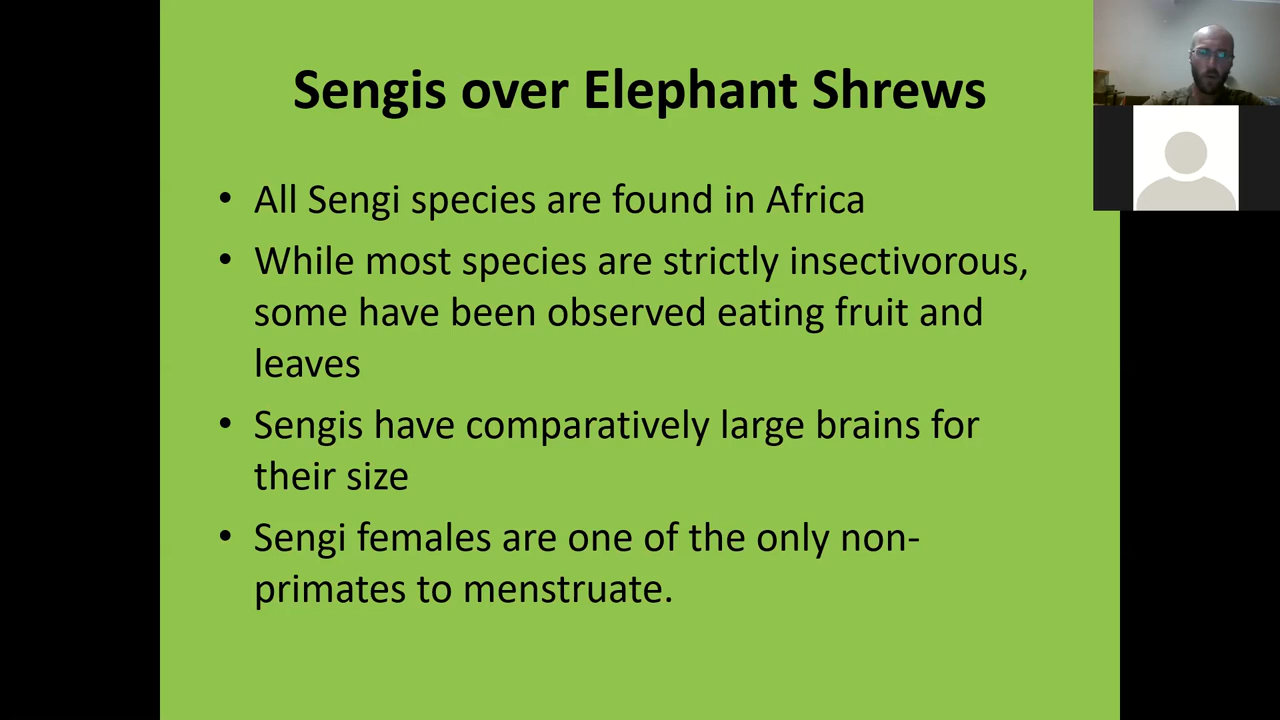 Sengis over Elephant Shrews
• All Sengi species are found in Africa
• While most species are strictly insectivorous,
some have been observed eating fruit and
leaves
• Sengis have comparatively large brains for
their size
• Sengi females are one of the only non-
primates to menstruate.